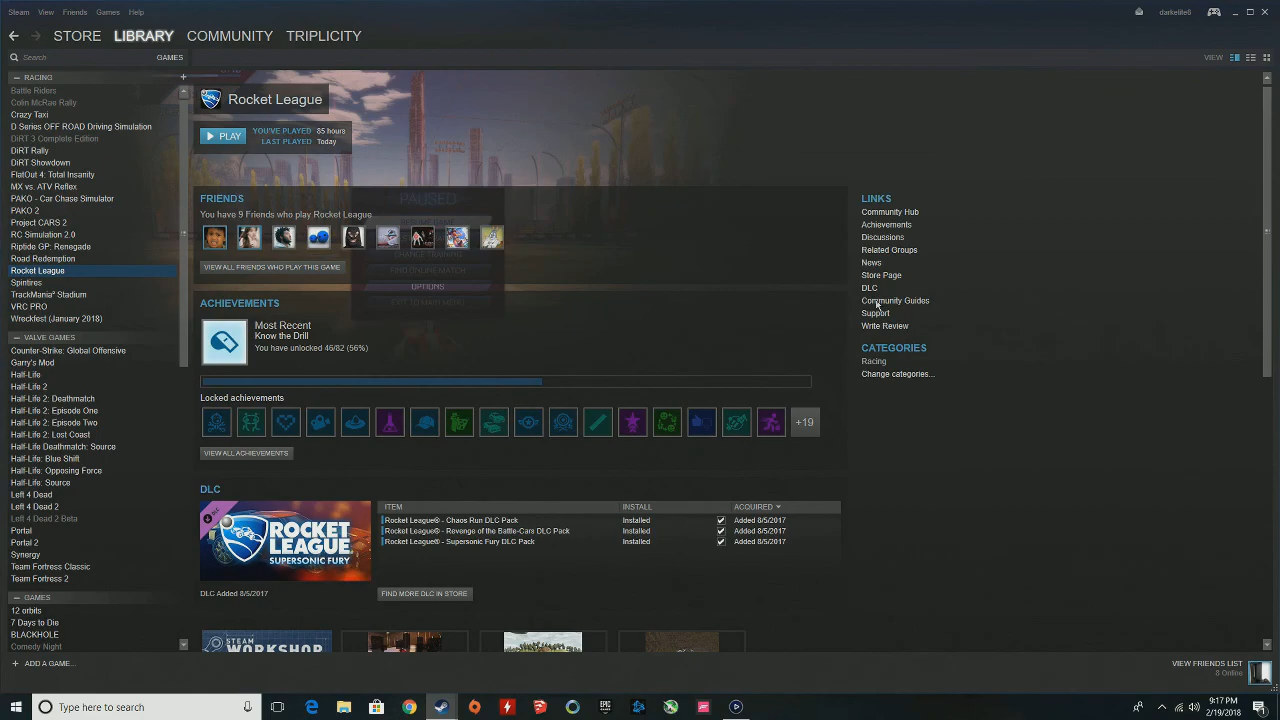 Steam View Friends Games Help darkelite6
STORE LIBRARY COMMUNITY TRIPLICITY
Search GAMES VIEW
— RACING +
Battle Riders
Colin McRae Rally
Crazy Taxi
D Series OFF ROAD Driving Simulation
DiRT 3 Complete Edition
DiRT Rally
DiRT Showdown
FlatOut 4: Total Insanity
MX vs. ATV Reflex
PAKO - Car Chase Simulator
PAKO 2
Project CARS 2
RC Simulation 2.0
Riptide GP: Renegade
Road Redemption
Rocket League
Spintires
TrackMania² Stadium
VRC PRO
Wreckfest (January 2018)
— VALVE GAMES
Counter-Strike: Global Offensive
Garry's Mod
Half-Life
Half-Life 2
Half-Life 2: Deathmatch
Half-Life 2: Episode One
Half-Life 2: Episode Two
Half-Life 2: Lost Coast
Half-Life Deathmatch: Source
Half-Life: Blue Shift
Half-Life: Opposing Force
Half-Life: Source
Left 4 Dead
Left 4 Dead 2
Left 4 Dead 2 Beta
Portal
Portal 2
Synergy
Team Fortress Classic
Team Fortress 2
— GAMES
12 orbits
7 Days to Die
BLACKHOLE
Comedy Night
+ ADD A GAME...
Rocket League
PLAY
YOU'VE PLAYED 85 hours
LAST PLAYED Today
FRIENDS
You have 9 Friends who play Rocket League
VIEW ALL FRIENDS WHO PLAY THIS GAME
PAUSED
RESUME GAME
CHANGE TRAINING
FIND ONLINE MATCH
OPTIONS
EXIT TO MAIN MENU
ACHIEVEMENTS
Most Recent
Know the Drill
You have unlocked 46/82 (56%)
Locked achievements
+19
VIEW ALL ACHIEVEMENTS
DLC
ROCKET
LEAGUE
SUPERSONIC FURY
DLC Added 8/5/2017
ITEM INSTALL ACQUIRED
Rocket League® - Chaos Run DLC Pack Installed Added 8/5/2017
Rocket League® - Revenge of the Battle-Cars DLC Pack Installed Added 8/5/2017
Rocket League® - Supersonic Fury DLC Pack Installed Added 8/5/2017
FIND MORE DLC IN STORE
STEAM
WORKSHOP
LINKS
Community Hub
Achievements
Discussions
Related Groups
News
Store Page
DLC
Community Guides
Support
Write Review
CATEGORIES
Racing
Change categories...
VIEW FRIENDS LIST
8 Online
Type here to search
EPIC
GAMES
9:17 PM
2/19/2018